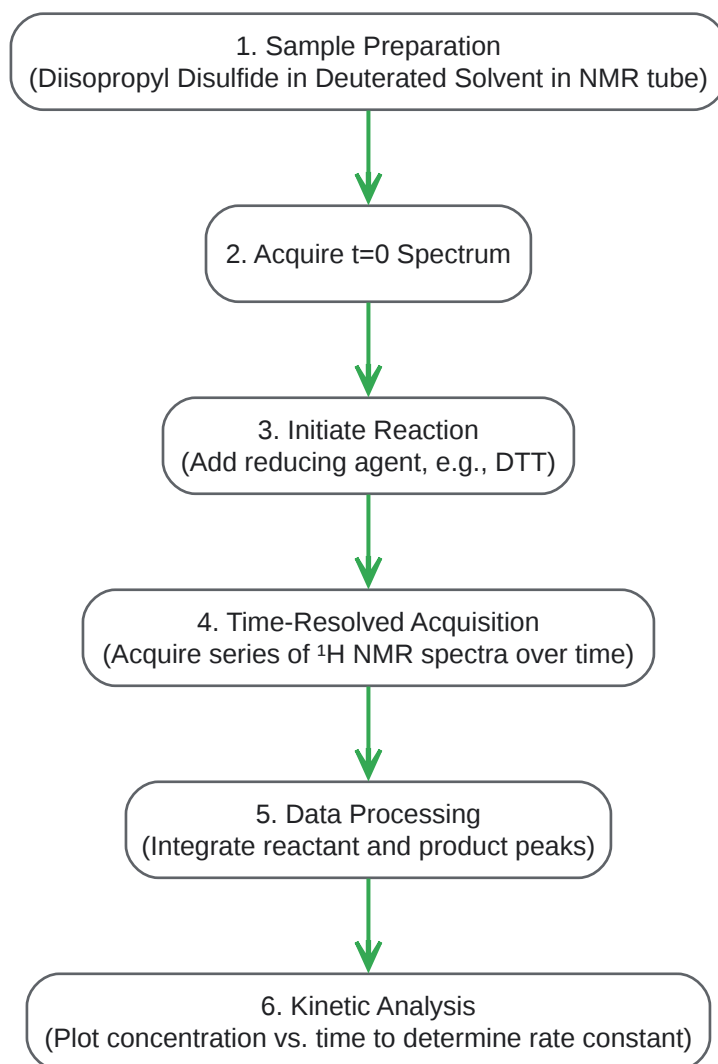 1. Sample Preparation
(Diisopropyl Disulfide in Deuterated Solvent in NMR tube)
2. Acquire t=0 Spectrum
3. Initiate Reaction
(Add reducing agent, e.g., DTT)
4. Time-Resolved Acquisition
(Acquire series of ¹H NMR spectra over time)
5. Data Processing
(Integrate reactant and product peaks)
6. Kinetic Analysis
(Plot concentration vs. time to determine rate constant)